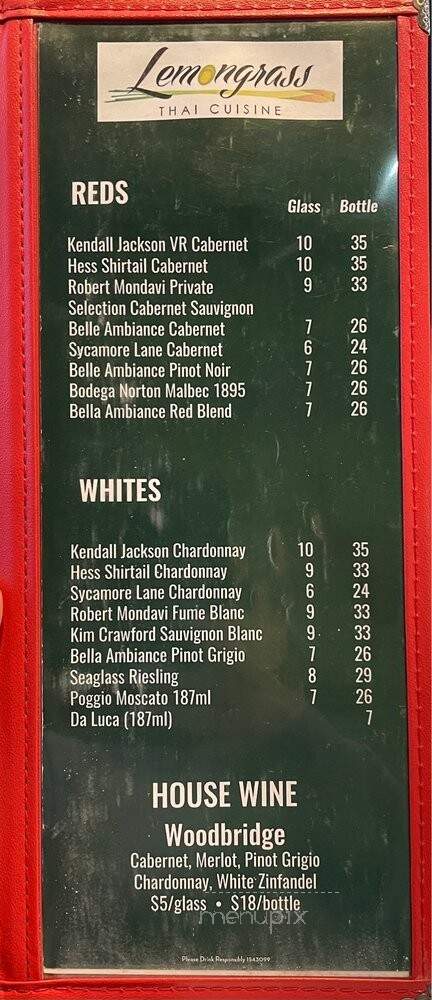 Lemongrass
THAI CUISINE
REDS
Glass Bottle
Kendall Jackson VR Cabernet 10 35
Hess Shirtail Cabernet 10 35
Robert Mondavi Private 9 33
Selection Cabernet Sauvignon
Belle Ambiance Cabernet 7 26
Sycamore Lane Cabernet 6 24
Belle Ambiance Pinot Noir 7 26
Bodega Norton Malbec 1895 7 26
Bella Ambiance Red Blend 7 26
WHITES
Kendall Jackson Chardonnay 10 35
Hess Shirtail Chardonnay 9 33
Sycamore Lane Chardonnay 6 24
Robert Mondavi Fume Blanc 9 33
Kim Crawford Sauvignon Blanc 9 33
Bella Ambiance Pinot Grigio 7 26
Seaglass Riesling 8 29
Poggio Moscato 187ml 7 26
Da Luca (187ml) 7
HOUSE WINE
Woodbridge
Cabernet, Merlot, Pinot Grigio
Chardonnay, White Zinfandel
$5/glass • $18/bottle
menupix
Please Drink Responsibly 1543099